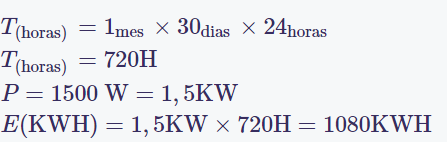 T(horas) = 1mes × 30dias × 24horas
T(horas) = 720H
P = 1500 W = 1, 5KW
E(KWH) = 1, 5KW × 720H = 1080KWH